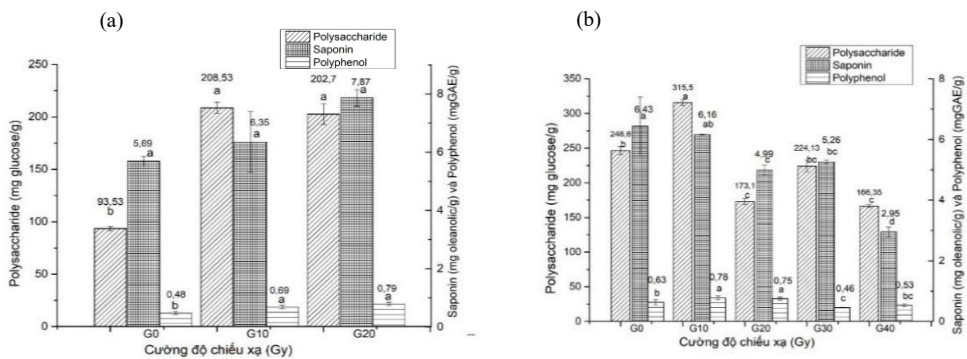 (a)
Polysaccharide
Saponin
Polyphenol
Polysaccharide (mg glucose/g)
250
200
150
100
50
0
93,53
b
5,69
a
0,48
b
208,53
a
6,35
a
0,69
a
202,7
a
7,87
a
0,79
a
8
6
4
2
0
Saponin (mg oleanolic/g) và Polyphenol (mgGAE/g)
G0 G10 G20
Cường độ chiếu xạ (Gy)
(b)
Polysaccharide
Saponin
Polyphenol
Polysaccharide (mg glucose/g)
350
300
250
200
150
100
50
0
246,6
b
6,43
a
0,63
b
315,5
a
6,16
ab
0,78
a
173,1
c
4,99
c
0,75
a
224,13
bc
5,26
bc
0,46
c
166,35
c
2,95
d
0,53
bc
8
6
4
2
0
Saponin (mg oleanolic/g) và Polyphenol (mgGAE/g)
G0 G10 G20 G30 G40
Cường độ chiếu xạ (Gy)